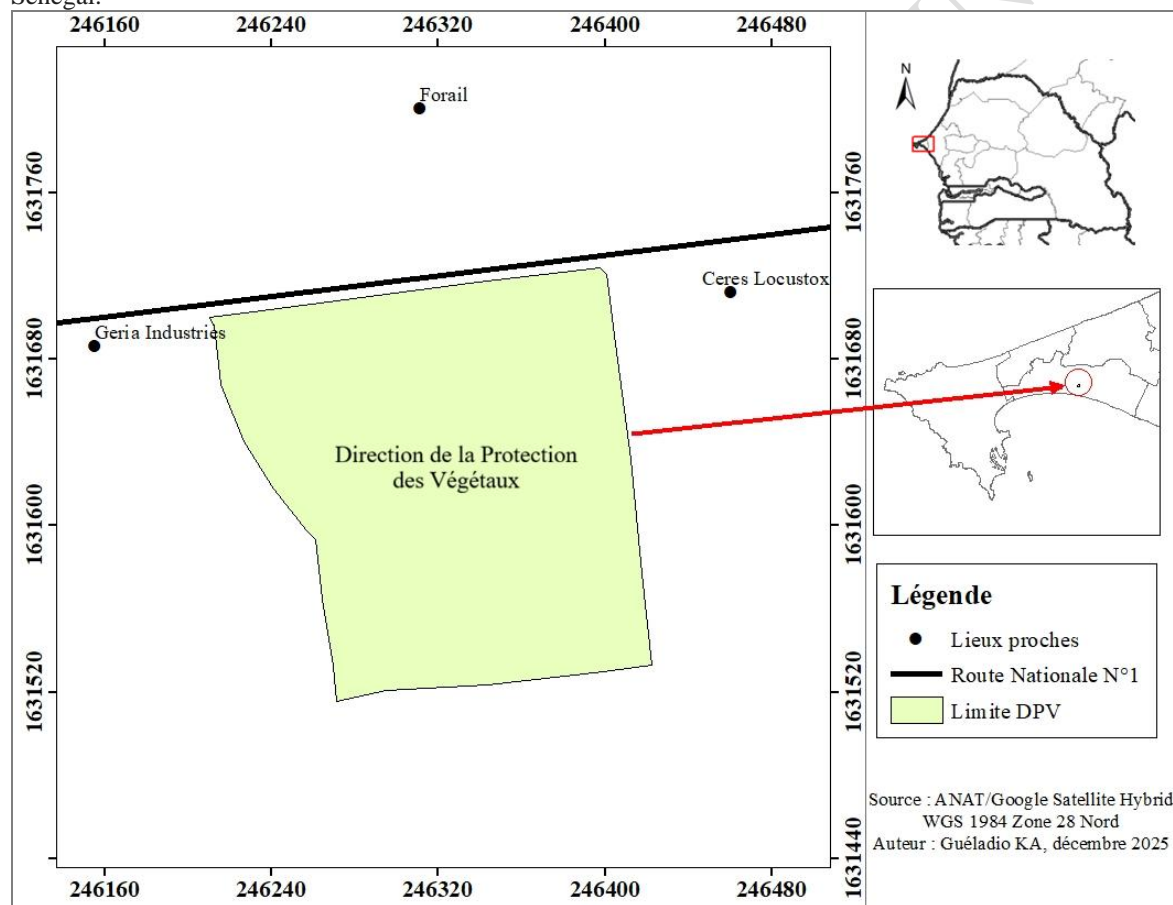 Sénégal.
246160 246240 246320 246400 246480
Forail
N
1631760
1631760
Ceres Locustox
Geria Industries
1631680
1631680
Direction de la Protection
des Végétaux
1631600
1631600
Légende
Lieux proches
Route Nationale N°1
Limite DPV
1631520
1631520
Source : ANAT/Google Satellite Hybrid
WGS 1984 Zone 28 Nord
Auteur : Guéladio KA, décembre 2025
1631440
1631440
246160 246240 246320 246400 246480